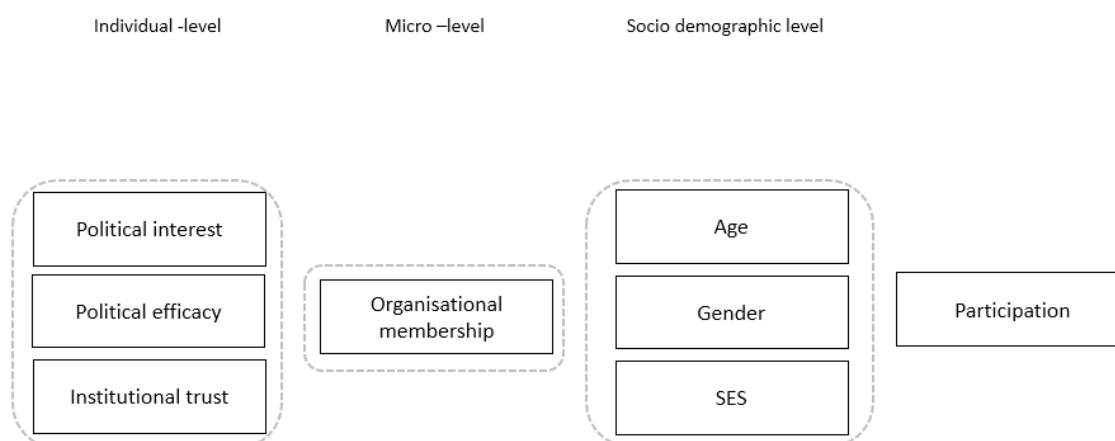 Individual -level
Micro –level
Socio demographic level
Political interest
Political efficacy
Institutional trust
Organisational
membership
Age
Gender
SES
Participation